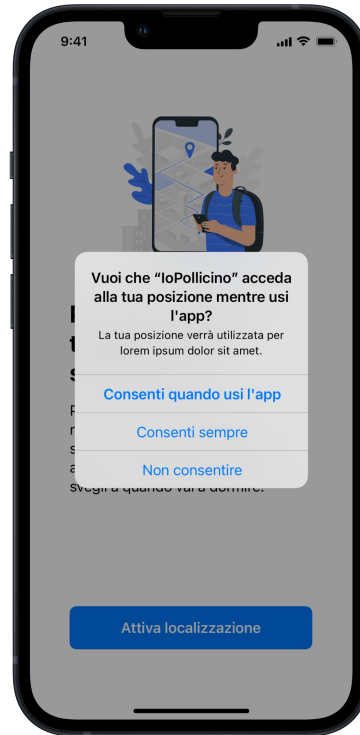 9:41
Vuoi che “IoPollicino” acceda
alla tua posizione mentre usi
l'app?
La tua posizione verrà utilizzata per
lorem ipsum dolor sit amet.
Consenti quando usi l'app
Consenti sempre
Non consentire
svegli a quando vai a dormire.
Attiva localizzazione